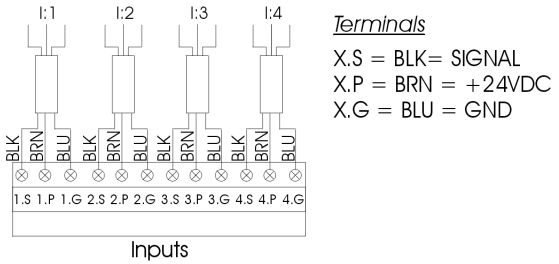 I:1 I:2 I:3 I:4
BLK BRN BLU BLK BRN BLU BLK BRN BLU BLK BRN BLU
1.S 1.P 1.G 2.S 2.P 2.G 3.S 3.P 3.G 4.S 4.P 4.G
Inputs
Terminals
X.S = BLK= SIGNAL
X.P = BRN = +24VDC
X.G = BLU = GND